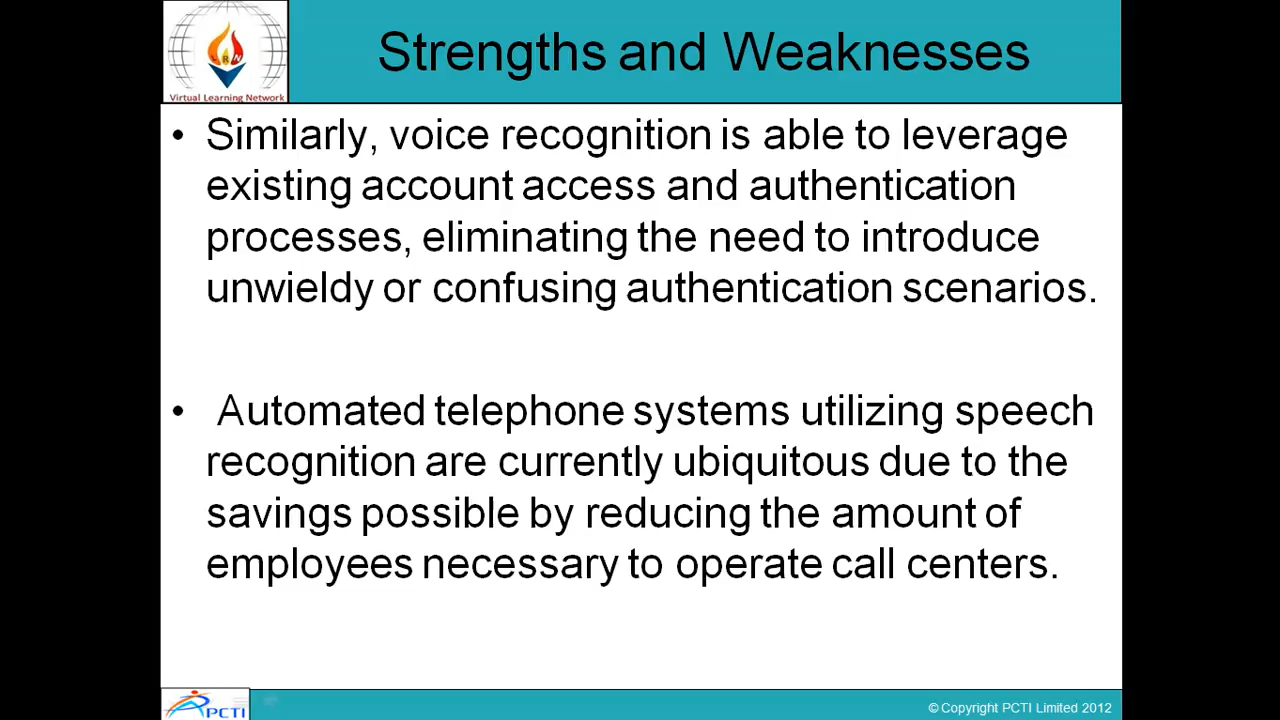 Strengths and Weaknesses
LRN
Virtual Learning Network
• Similarly, voice recognition is able to leverage
existing account access and authentication
processes, eliminating the need to introduce
unwieldy or confusing authentication scenarios.
• Automated telephone systems utilizing speech
recognition are currently ubiquitous due to the
savings possible by reducing the amount of
employees necessary to operate call centers.
PCTI
© Copyright PCTI Limited 2012